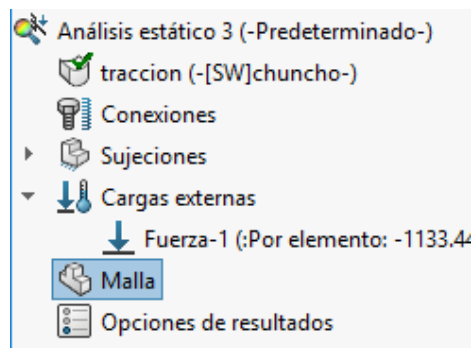 Análisis estático 3 (-Predeterminado-)
traccion (-[SW]chuncho-)
Conexiones
Sujeciones
Cargas externas
Fuerza-1 (:Por elemento: -1133.44
Malla
Opciones de resultados